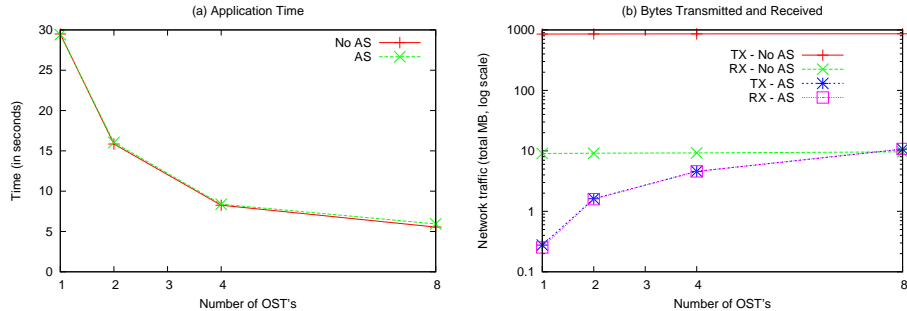 (a) Application Time
30
25
20
15
10
5
0
1
2
3
4
8
Time (in seconds)
Number of OST's
No AS
AS
(b) Bytes Transmitted and Received
1000
100
10
1
0.1
1
2
3
4
8
Network traffic (total MB, log scale)
Number of OST's
TX - No AS
RX - No AS
TX - AS
RX - AS